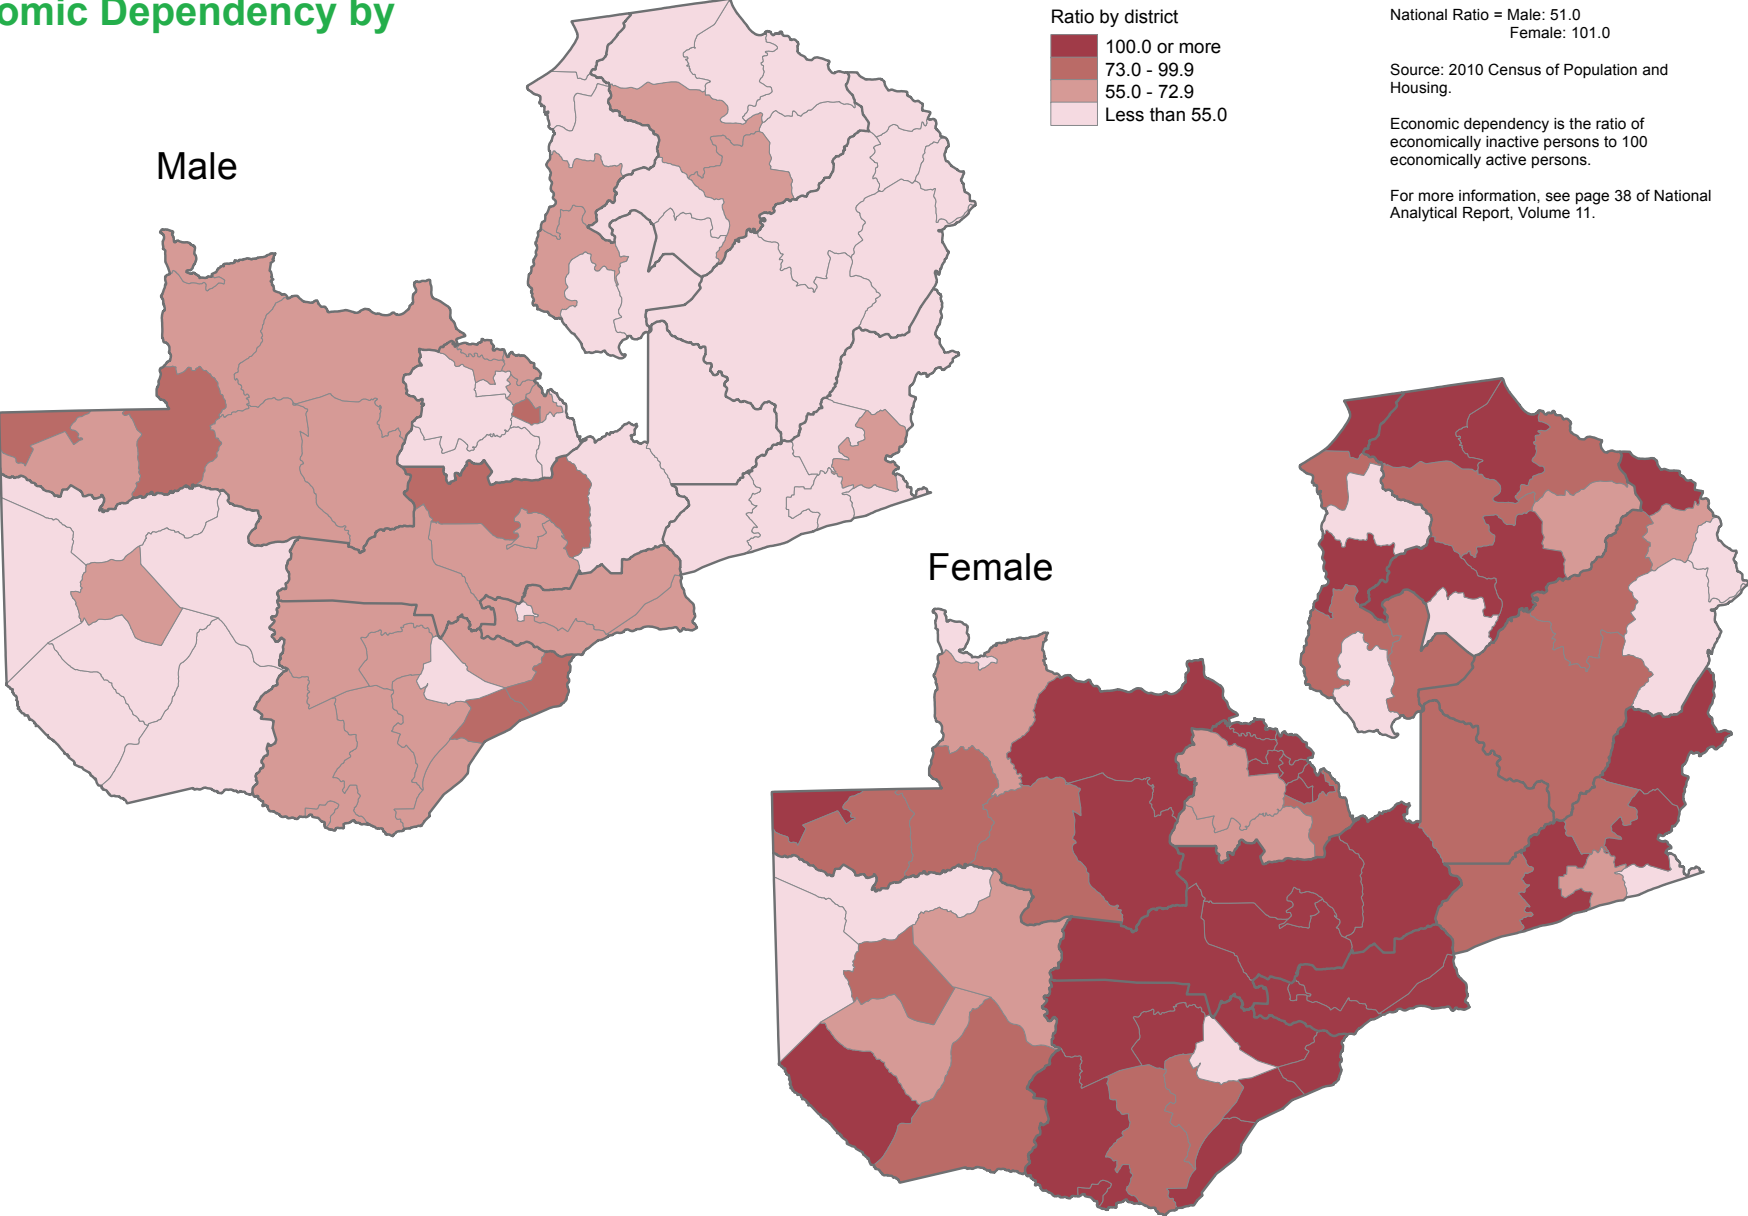 omic Dependency by
Ratio by district
100.0 or more
73.0 - 99.9
55.0 - 72.9
Less than 55.0
National Ratio = Male: 51.0
Female: 101.0
Source: 2010 Census of Population and
Housing.
Economic dependency is the ratio of
economically inactive persons to 100
economically active persons.
For more information, see page 38 of National
Analytical Report, Volume 11.
Male
Female